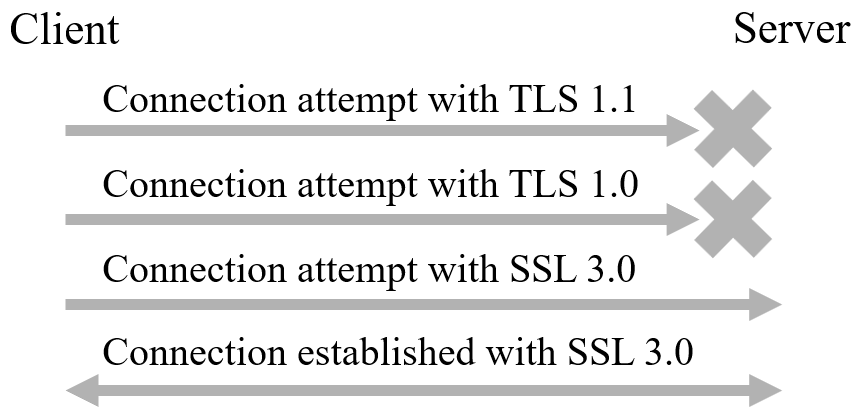 Client
Server
Connection attempt with TLS 1.1
Connection attempt with TLS 1.0
Connection attempt with SSL 3.0
Connection established with SSL 3.0